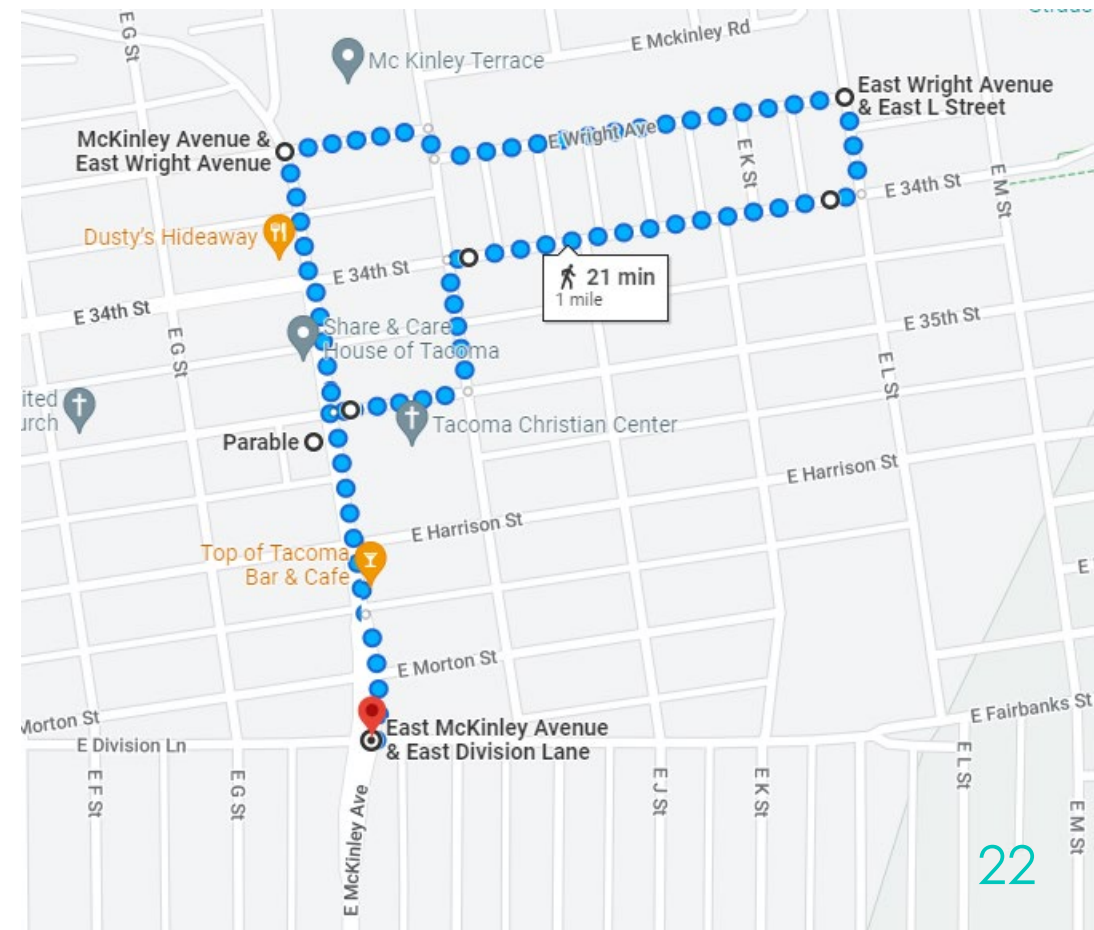 E G St
E Mckinley Rd
Mc Kinley Terrace
East Wright Avenue
& East L Street
McKinley Avenue &
East Wright Avenue
E Wright Ave
E K St
E 34th St
E M St
Dusty's Hideaway
E 34th St
21 min
1 mile
E 34th St
Share & Care
House of Tacoma
E 35th St
E G St
E L St
Tacoma Christian Center
Parable
E Harrison St
E Harrison St
Top of Tacoma
Bar & Cafe
E Morton St
Morton St
E Fairbanks St
East McKinley Avenue
& East Division Lane
E Division Ln
E F St
E G St
E McKinley Ave
E J St
E K St
E L St
E M St
22